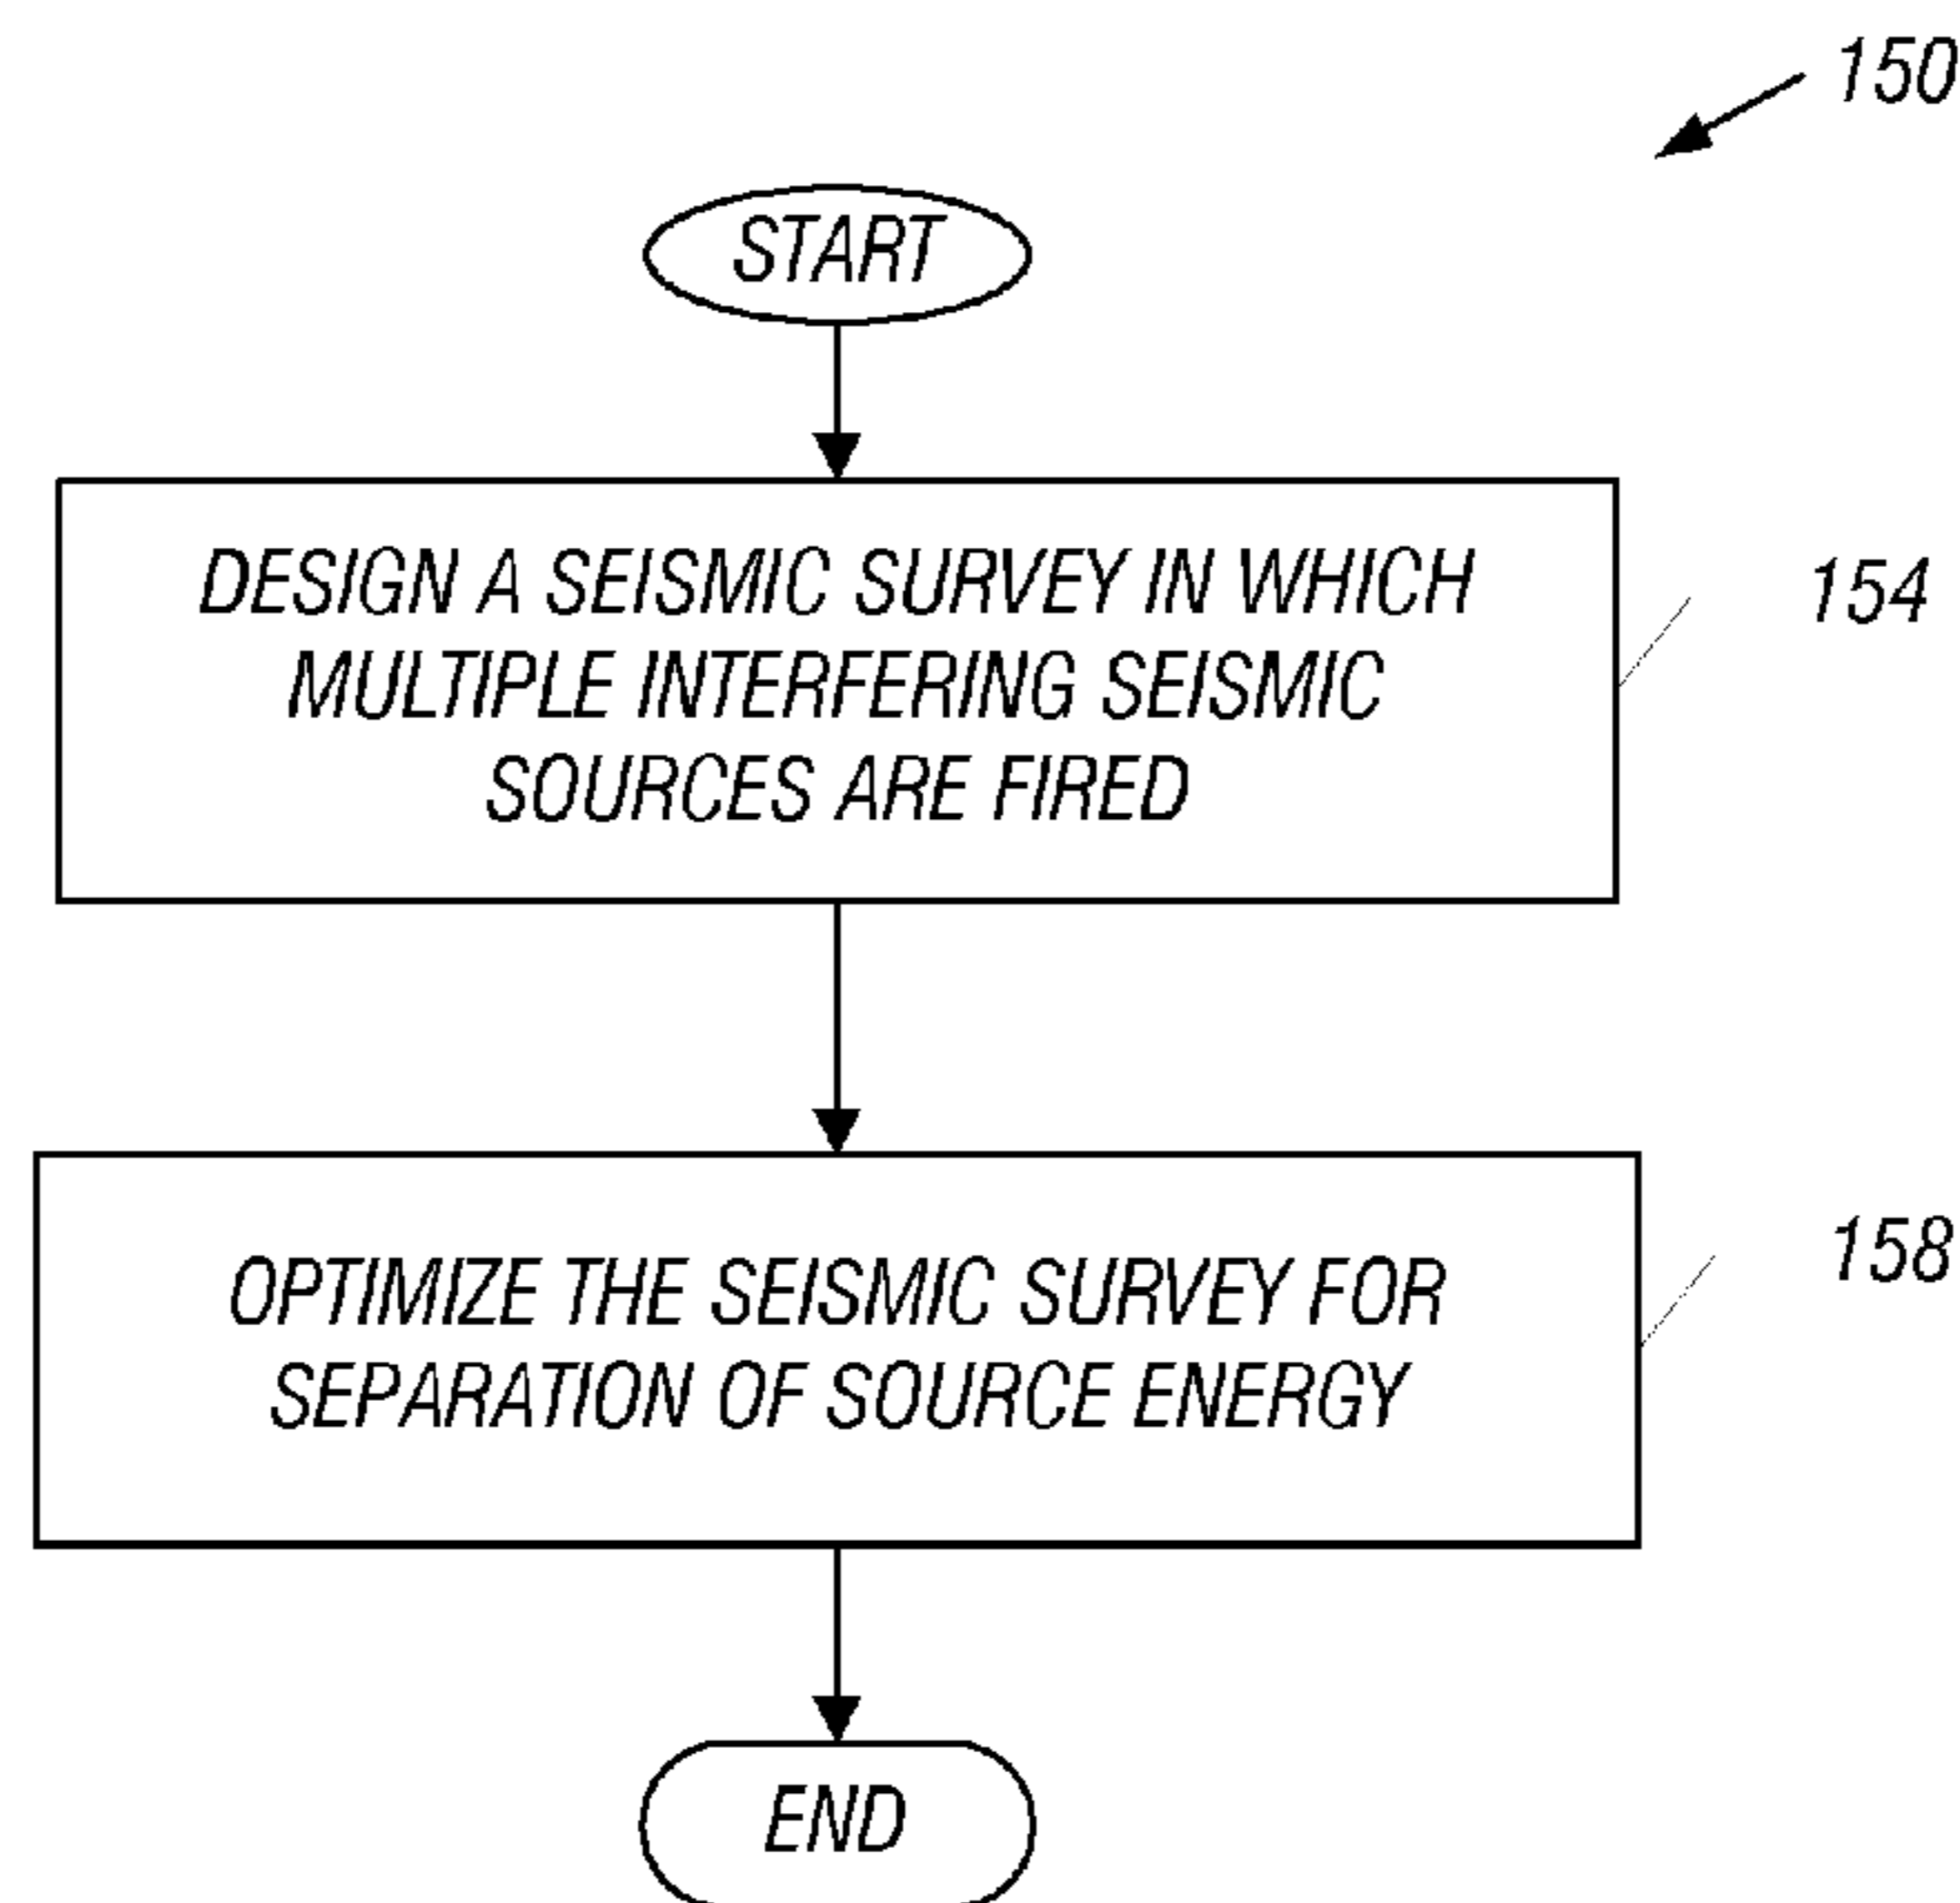 150
START
DESIGN A SEISMIC SURVEY IN WHICH
MULTIPLE INTERFERING SEISMIC
SOURCES ARE FIRED
154
OPTIMIZE THE SEISMIC SURVEY FOR
SEPARATION OF SOURCE ENERGY
158
END